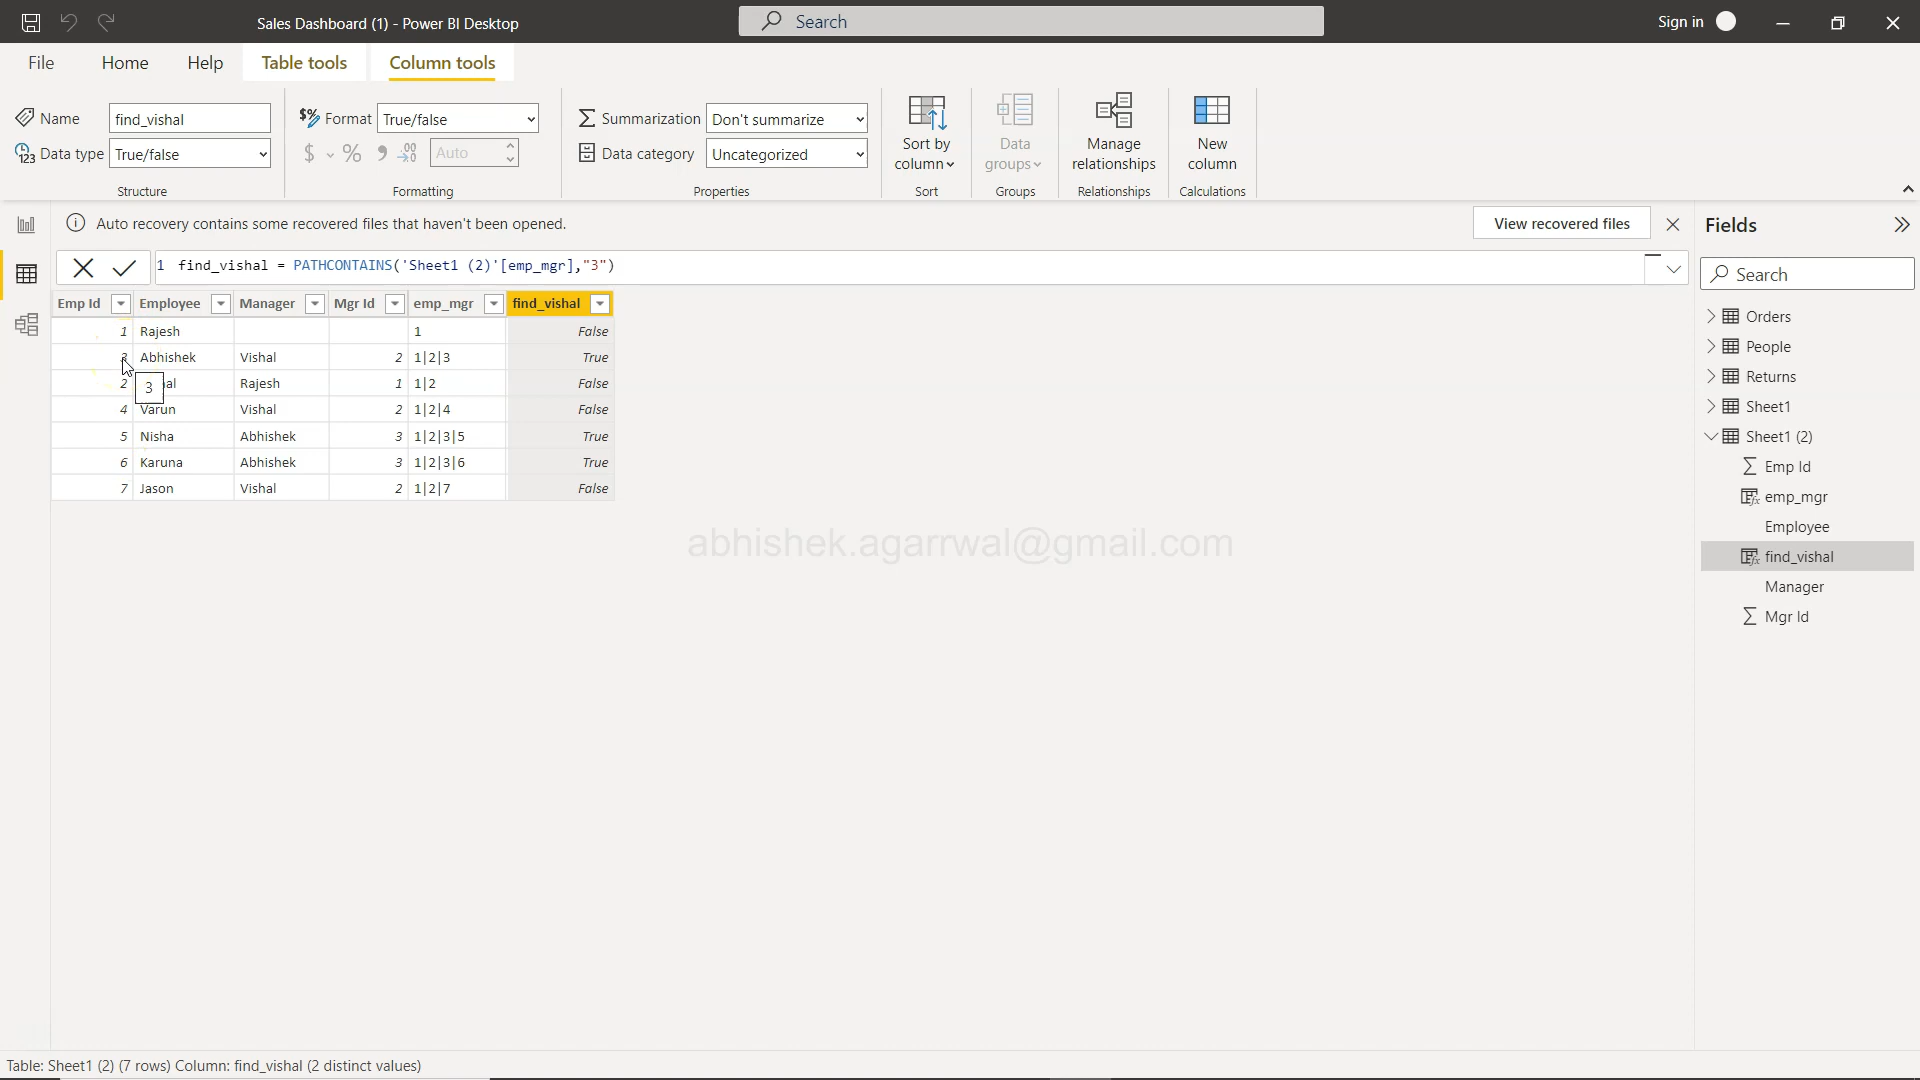 Sales Dashboard (1) - Power BI Desktop
Search
Sign in
File Home Help Table tools Column tools
Name find_vishal
Format True/false
Summarization Don't summarize
Data type True/false
$ % Auto
Data category Uncategorized
Sort by column
Data groups
Manage relationships
New column
Structure Formatting Properties Sort Groups Relationships Calculations
Auto recovery contains some recovered files that haven't been opened.
View recovered files
1 find_vishal = PATHCONTAINS('Sheet1 (2)'[emp_mgr],"3")
Emp Id Employee Manager Mgr Id emp_mgr find_vishal
1 Rajesh 1 False
3 Abhishek Vishal 2 1|2|3 True
2 al Rajesh 1 1|2 False
3
4 Varun Vishal 2 1|2|4 False
5 Nisha Abhishek 3 1|2|3|5 True
6 Karuna Abhishek 3 1|2|3|6 True
7 Jason Vishal 2 1|2|7 False
abhishek.agarrwal@gmail.com
Fields
Search
Orders
People
Returns
Sheet1
Sheet1 (2)
Emp Id
emp_mgr
Employee
find_vishal
Manager
Mgr Id
Table: Sheet1 (2) (7 rows) Column: find_vishal (2 distinct values)